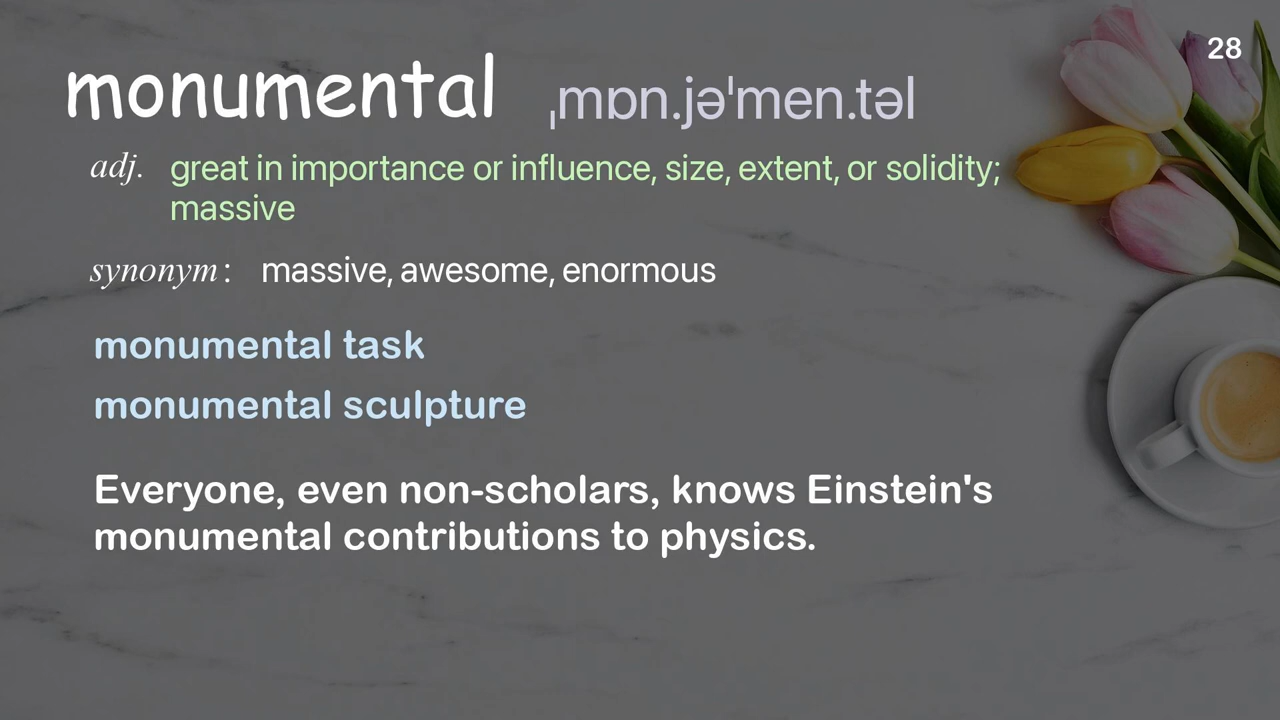 28
monumental ˌmɒn.jəˈmen.təl
adj. great in importance or influence, size, extent, or solidity;
massive
synonym: massive, awesome, enormous
monumental task
monumental sculpture
Everyone, even non-scholars, knows Einstein's
monumental contributions to physics.